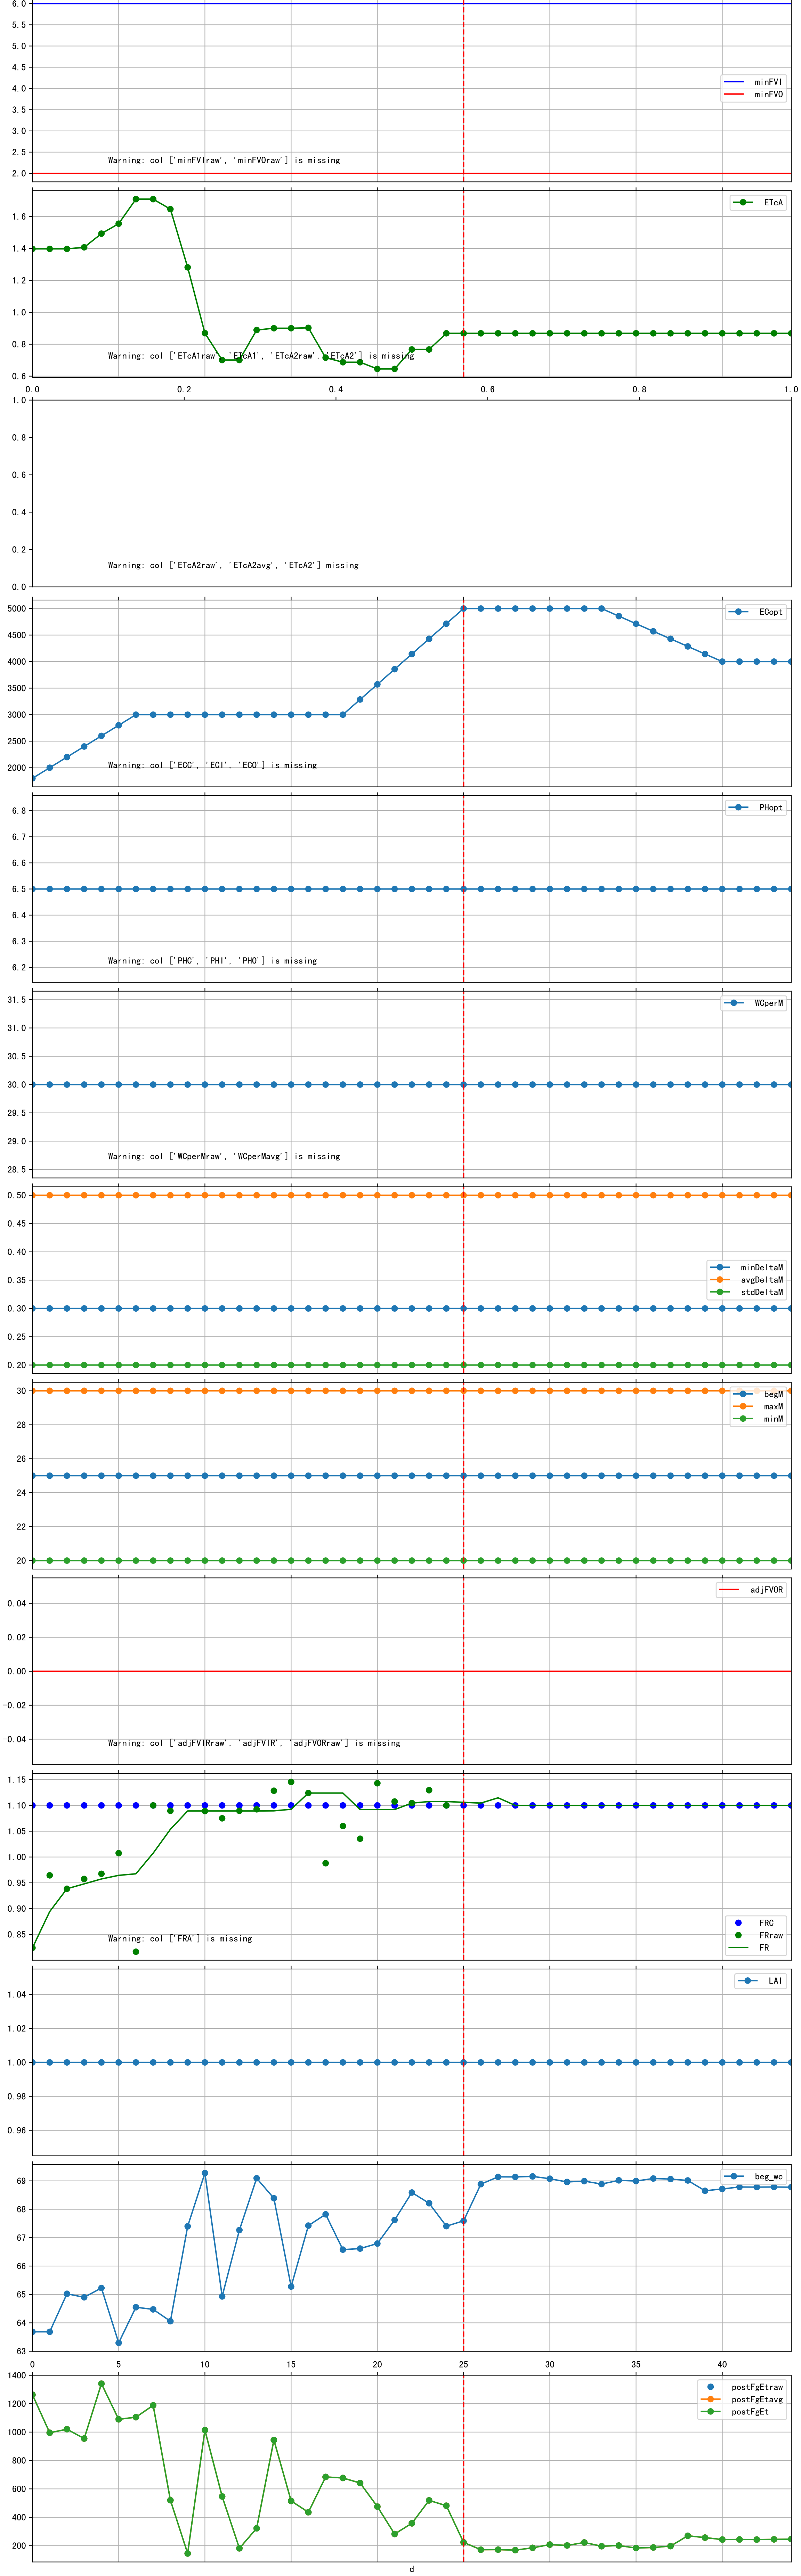 6.0
5.5
5.0
4.5
4.0
3.5
3.0
2.5
2.0
minFVI
minFVO
Warning: col ['minFVIraw', 'minFVOraw'] is missing
1.6
1.4
1.2
1.0
0.8
0.6
ETcA
Warning: col ['ETcA1raw', 'ETcA1', 'ETcA2raw', 'ETcA2'] is missing
0.0 0.2 0.4 0.6 0.8 1.0
1.0
0.8
0.6
0.4
0.2
0.0
Warning: col ['ETcA2raw', 'ETcA2avg', 'ETcA2'] missing
5000
4500
4000
3500
3000
2500
2000
ECopt
Warning: col ['ECC', 'ECI', 'ECO'] is missing
6.8
6.7
6.6
6.5
6.4
6.3
6.2
PHopt
Warning: col ['PHC', 'PHI', 'PHO'] is missing
31.5
31.0
30.5
30.0
29.5
29.0
28.5
WCperM
Warning: col ['WCperMraw', 'WCperMavg'] is missing
0.50
0.45
0.40
0.35
0.30
0.25
0.20
minDeltaM
avgDeltaM
stdDeltaM
30
28
26
24
22
20
begM
maxM
minM
0.04
0.02
0.00
-0.02
-0.04
adjFVOR
Warning: col ['adjFVIRraw', 'adjFVIR', 'adjFVORraw'] is missing
1.15
1.10
1.05
1.00
0.95
0.90
0.85
FRC
FRraw
FR
Warning: col ['FRA'] is missing
1.04
1.02
1.00
0.98
0.96
LAI
69
68
67
66
65
64
63
beg_wc
0 5 10 15 20 25 30 35 40
1400
1200
1000
800
600
400
200
postFgEtraw
postFgEtavg
postFgEt
d